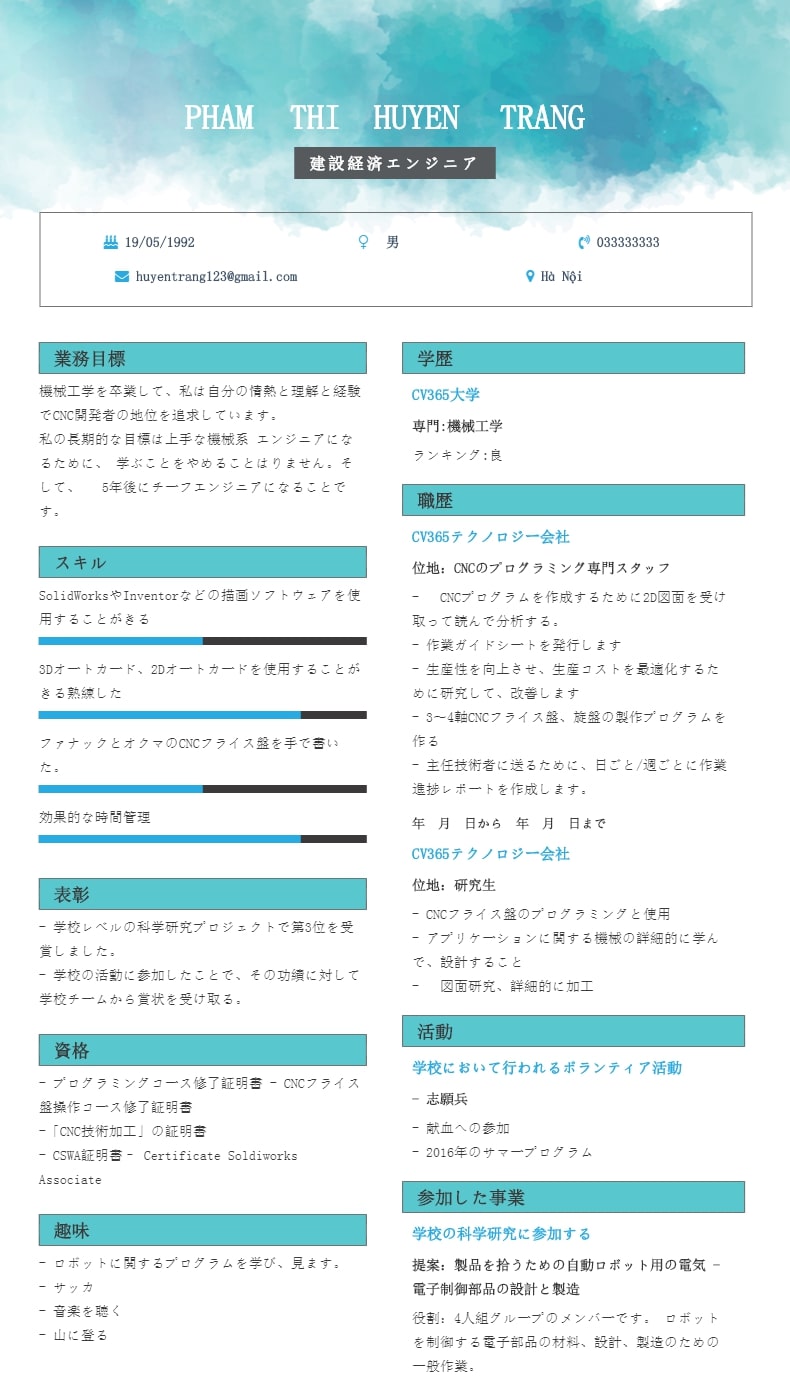 PHAM THI HUYEN TRANG
建設経済エンジニア
19/05/1992
男
033333333
huyentrang123@gmail.com
Hà Nội
業務目標
機械工学を卒業して、私は自分の情熱と理解と経験
でCNC開発者の地位を追求しています。
私の長期的な目標は上手な機械系 エンジニアにな
るために、 学ぶことをやめることはりません。そ
して、 5年後にチーフエンジニアになることで
す。
スキル
SolidWorksやInventorなどの描画ソフトウェアを使
用することがきる
3Dオートカード、2Dオートカードを使用することが
きる熟練した
ファナックとオクマのCNCフライス盤を手で書い
た。
効果的な時間管理
表彰
- 学校レベルの科学研究プロジェクトで第3位を受
賞しました。
- 学校の活動に参加したことで、その功績に対して
学校チームから賞状を受け取る。
資格
- プログラミングコース修了証明書 - CNCフライス
盤操作コース修了証明書
-「CNC技術加工」の証明書
- CSWA証明書 - Certificate Soldiworks
Associate
趣味
- ロボットに関するプログラムを学び、見ます。
- サッカ
- 音楽を聴く
- 山に登る
学歴
CV365大学
専門:機械工学
ランキング:良
職歴
CV365テクノロジー会社
位地: CNCのプログラミング専門スタッフ
- CNCプログラムを作成するために2D図面を受け
取って読んで分析する。
- 作業ガイドシートを発行します
- 生産性を向上させ、生産コストを最適化するた
めに研究して、改善します
- 3～4軸CNCフライス盤、旋盤の製作プログラムを
作る
- 主任技術者に送るために、日ごと/週ごとに作業
進捗レポートを作成します。
年 月 日から 年 月 日まで
CV365テクノロジー会社
位地: 研究生
- CNCフライス盤のプログラミングと使用
- アプリケーションに関する機械の詳細的に学ん
で、設計すること
- 図面研究、詳細的に加工
活動
学校において行われるボランティア活動
- 志願兵
- 献血への参加
- 2016年のサマープログラム
参加した事業
学校の科学研究に参加する
提案: 製品を拾うための自動ロボット用の電気 -
電子制御部品の設計と製造
役割: 4人組グループのメンバーです。 ロボット
を制御する電子部品の材料、設計、製造のための
一般作業。